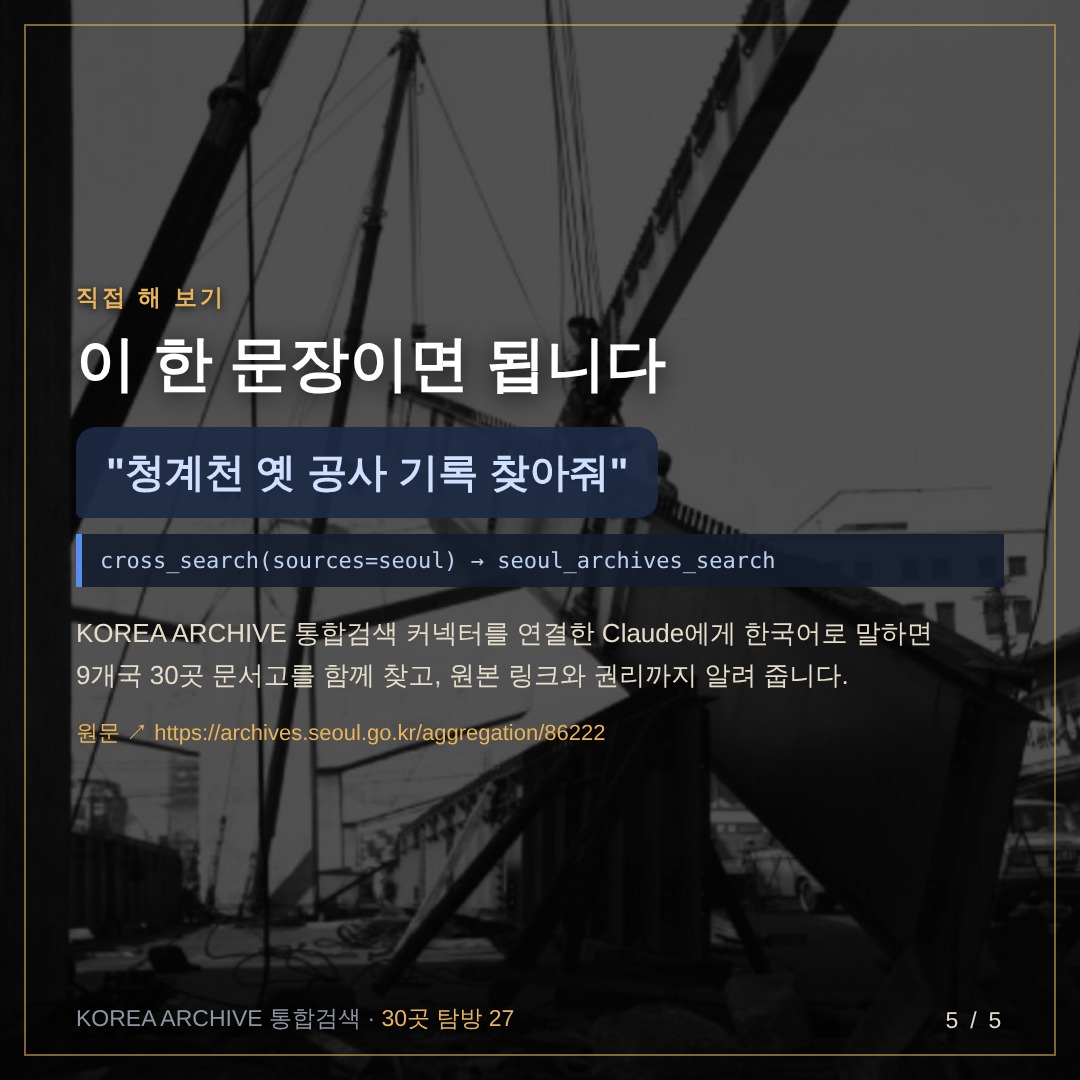 직접 해 보기
이 한 문장이면 됩니다
"청계천 옛 공사 기록 찾아줘"
cross_search(sources=seoul) → seoul_archives_search
KOREA ARCHIVE 통합검색 커넥터를 연결한 Claude에게 한국어로 말하면
9개국 30곳 문서고를 함께 찾고, 원본 링크와 권리까지 알려 줍니다.
원문 ↗ https://archives.seoul.go.kr/aggregation/86222
KOREA ARCHIVE 통합검색 · 30곳 탐방 27
5 / 5